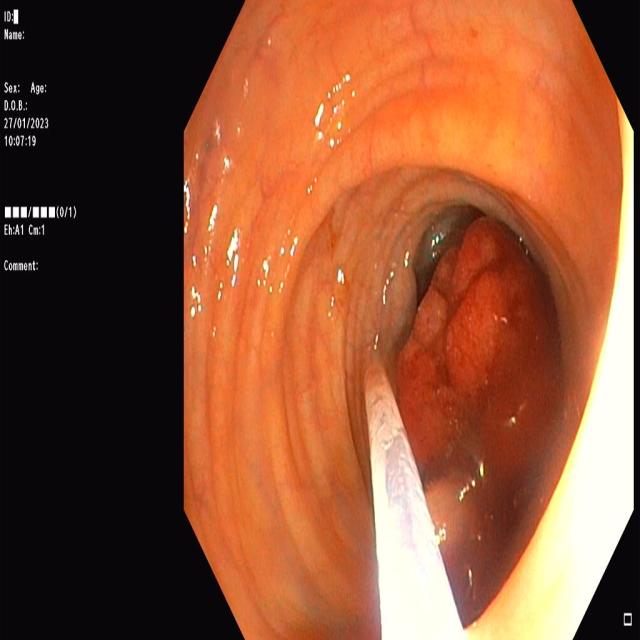 ID:
Name:
Sex: Age:
D.O.B.:
27/01/2023
10:07:19
■■■/■■■(0/1)
Eh:A1 Cm:1
Comment: